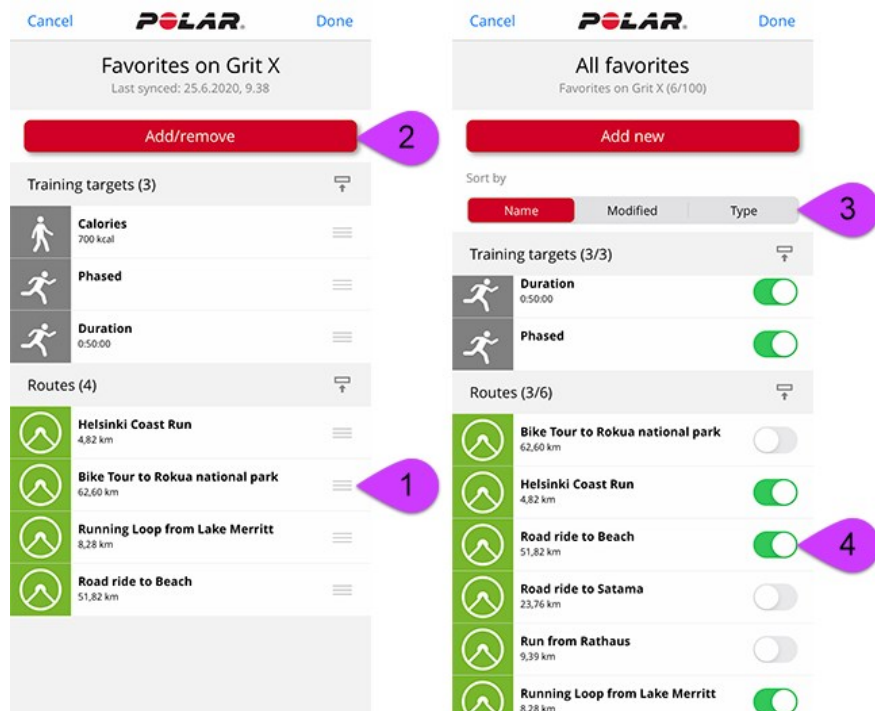 Cancel POLAR. Done
Favorites on Grit X
Last synced: 25.6.2020, 9.38
Add/remove
2
Training targets (3)
Calories
700 kcal
Phased
Duration
0:50:00
Routes (4)
Helsinki Coast Run
4,82 km
Bike Tour to Rokua national park
62,60 km
1
Running Loop from Lake Merritt
8,28 km
Road ride to Beach
51,82 km
Cancel POLAR. Done
All favorites
Favorites on Grit X (6/100)
Add new
Sort by
Name Modified Type
3
Training targets (3/3)
Duration
0:50:00
Phased
Routes (3/6)
Bike Tour to Rokua national park
62,60 km
Helsinki Coast Run
4,82 km
Road ride to Beach
51,82 km
4
Road ride to Satama
23,76 km
Run from Rathaus
9,39 km
Running Loop from Lake Merritt
8,28 km